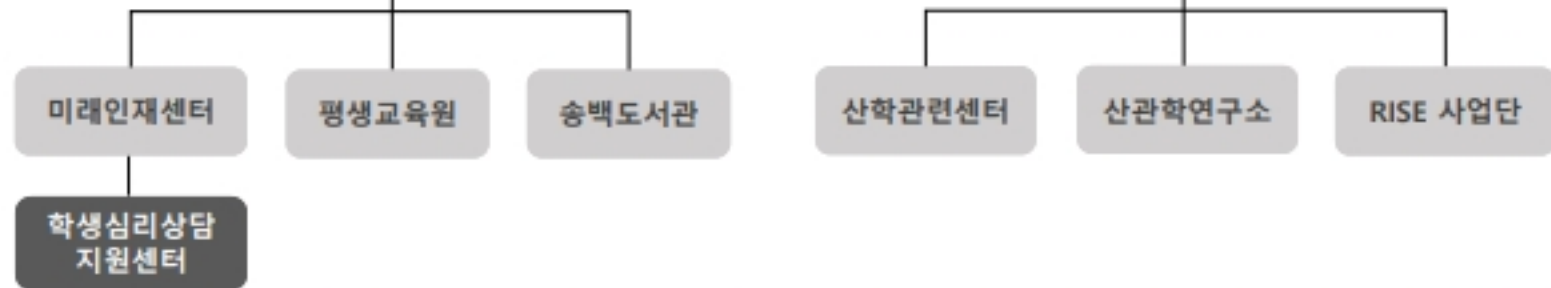 미래인재센터
평생교육원
송백도서관
산학관련센터
산관학연구소
RISE 사업단
학생심리상담
지원센터